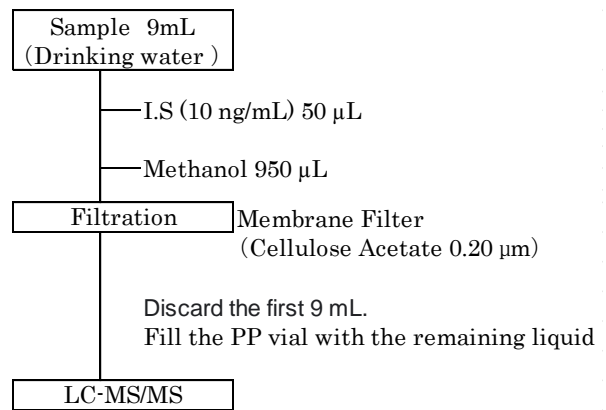 Sample 9mL
(Drinking water )
I.S (10 ng/mL) 50 µL
Methanol 950 µL
Filtration
Membrane Filter
(Cellulose Acetate 0.20 µm)
Discard the first 9 mL.
Fill the PP vial with the remaining liquid
LC-MS/MS